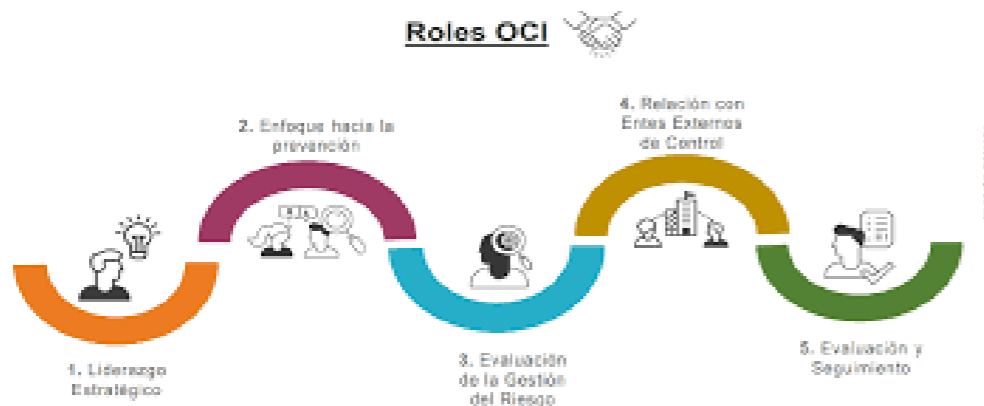 Roles OCI
1. Liderazgo
Estratégico
2. Enfoque hacia la
prevención
3. Evaluación
de la Gestión
del Riesgo
4. Relación con
Entes Externos
de Control
5. Evaluación y
Seguimiento